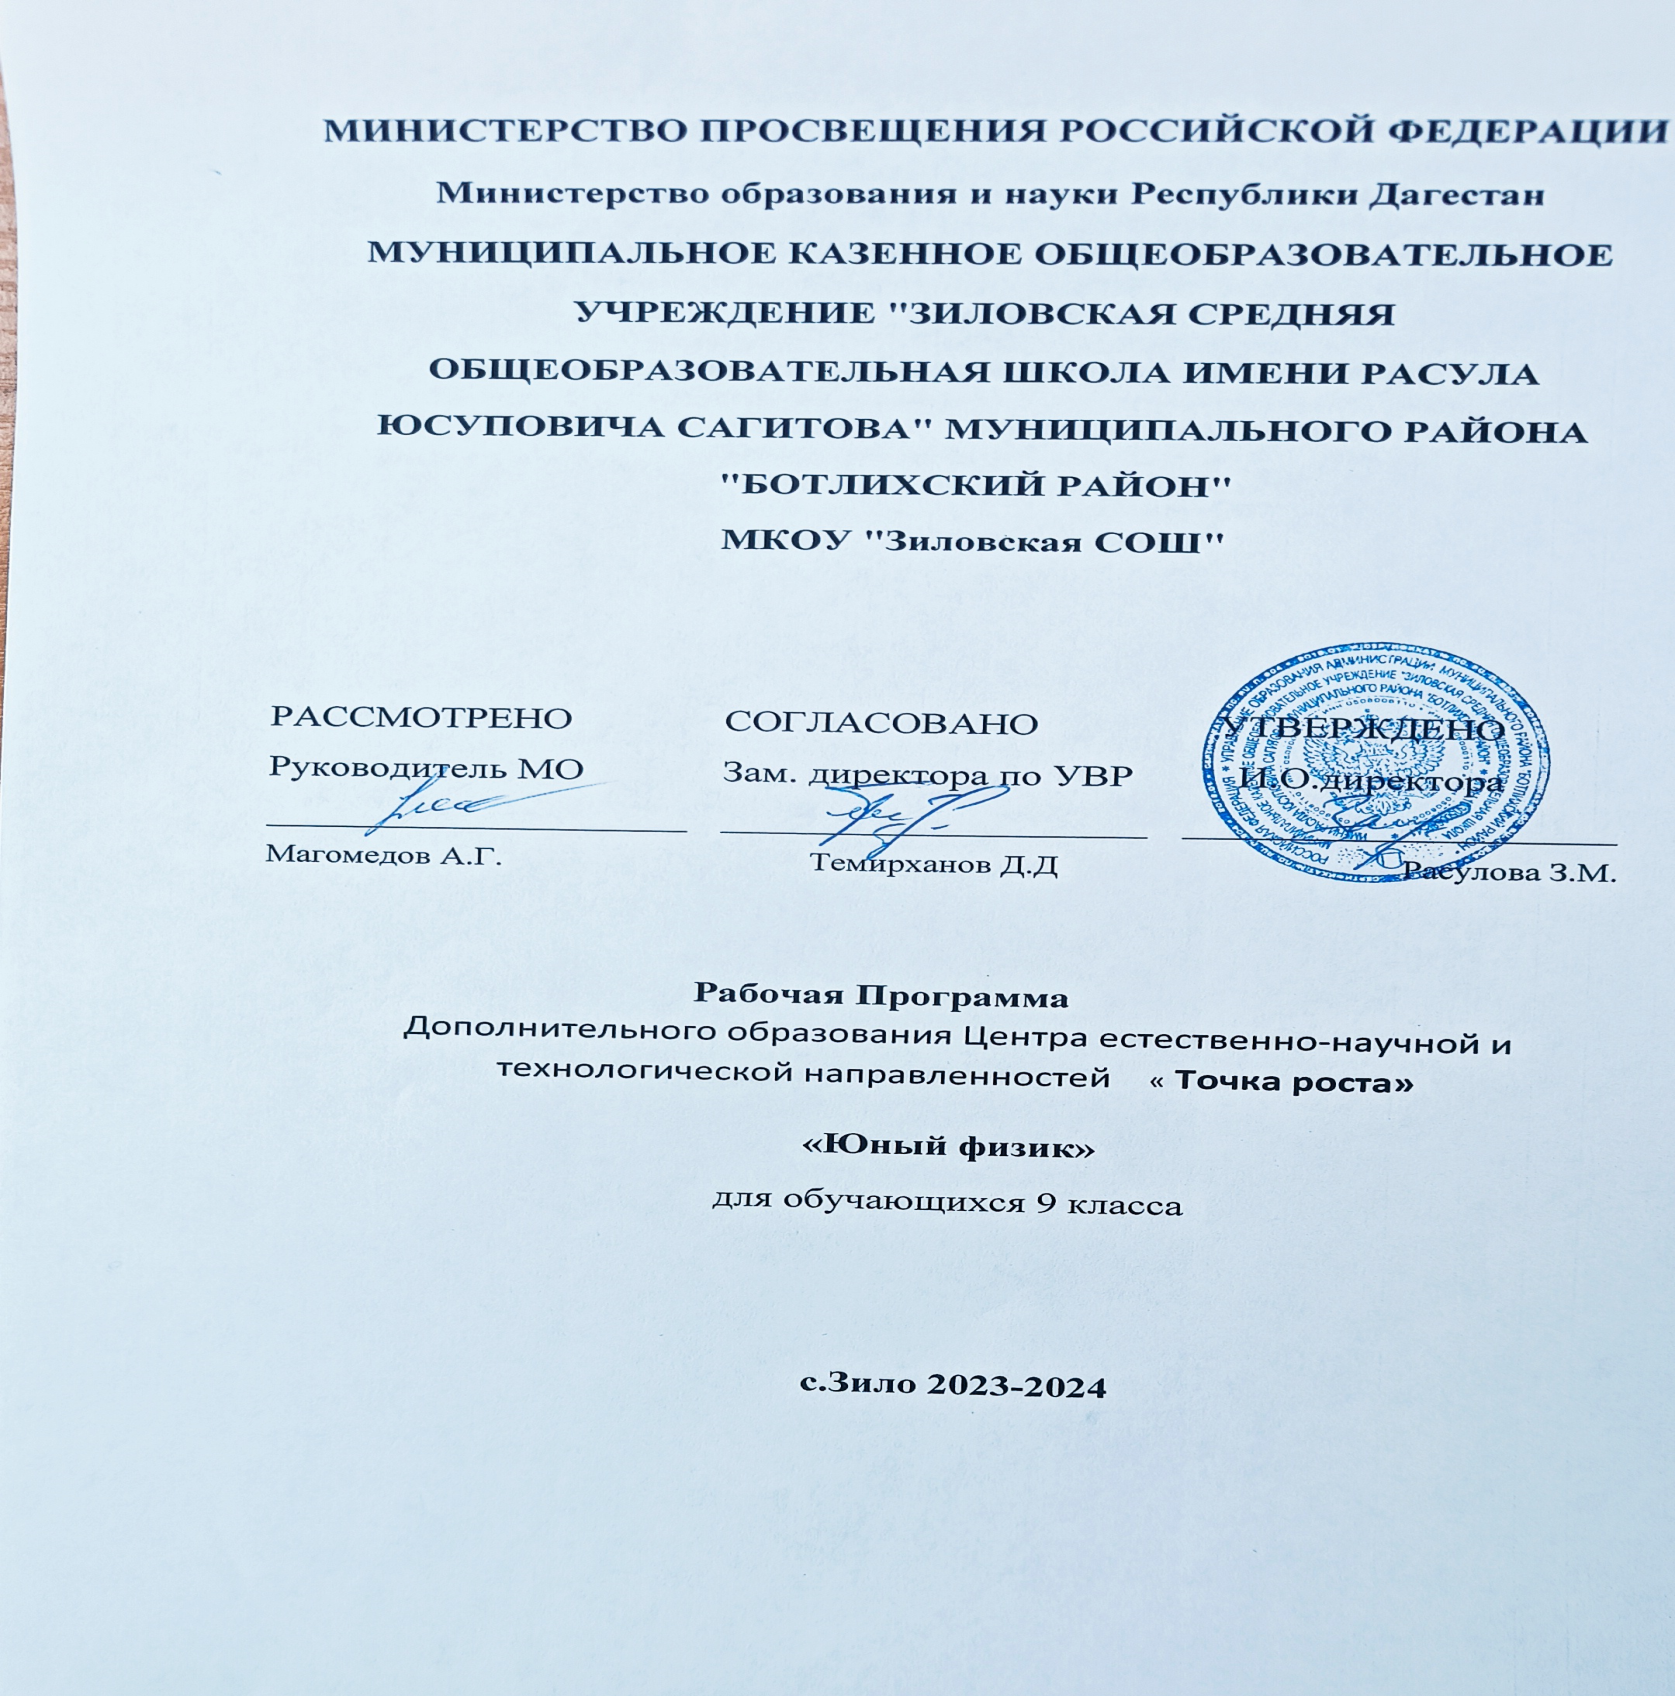 МИНИСТЕРСТВО ПРОСВЕЩЕНИЯ РОССИЙСКОЙ ФЕДЕРАЦИИ
Министерство образования и науки Республики Дагестан
МУНИЦИПАЛЬНОЕ КАЗЕННОЕ ОБЩЕОБРАЗОВАТЕЛЬНОЕ
УЧРЕЖДЕНИЕ "ЗИЛОВСКАЯ СРЕДНЯЯ
ОБЩЕОБРАЗОВАТЕЛЬНАЯ ШКОЛА ИМЕНИ РАСУЛА
ЮСУПОВИЧА САГИТОВА" МУНИЦИПАЛЬНОГО РАЙОНА
"БОТЛИХСКИЙ РАЙОН"
МКОУ "Зиловская СОШ"
РАССМОТРЕНО
Руководитель МО
Магомедов А.Г.
СОГЛАСОВАНО
Зам. директора по УВР
Темирханов Д.Д
УТВЕРЖДЕНО
И.О.директора
Расулова З.М.
Рабочая Программа
Дополнительного образования Центра естественно-научной и
технологической направленностей « Точка роста»
«Юный физик»
для обучающихся 9 класса
с.Зило 2023-2024